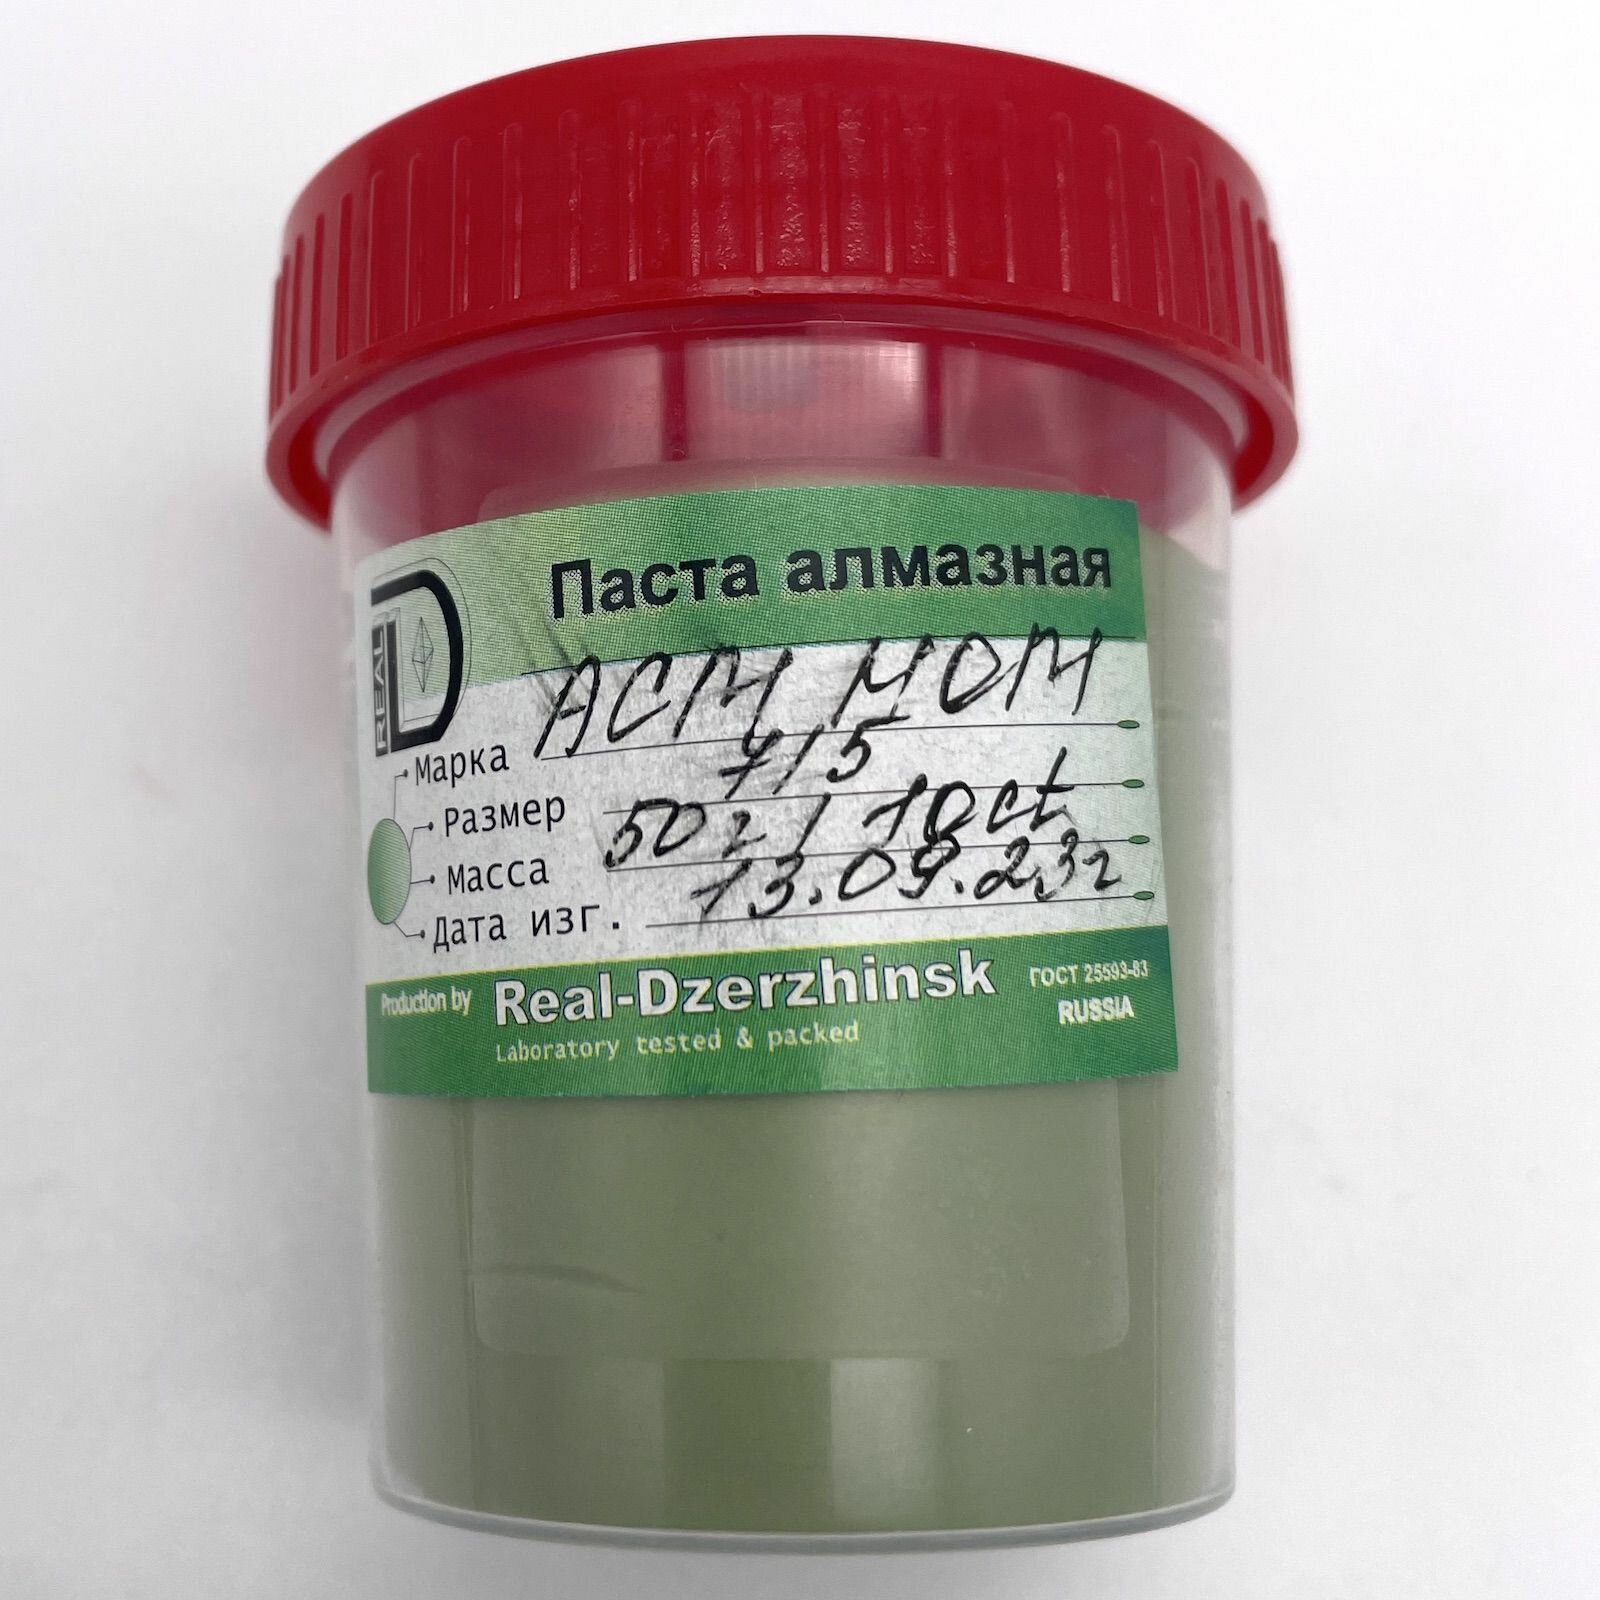 Паста алмазная
REAL D
Марка АСМ НОМ
Размер 7/5
Масса 50г / 10ct
Дата изг. 13.09.23г
Production by Real-Dzerzhinsk ГОСТ 25593-83
Laboratory tested & packed RUSSIA